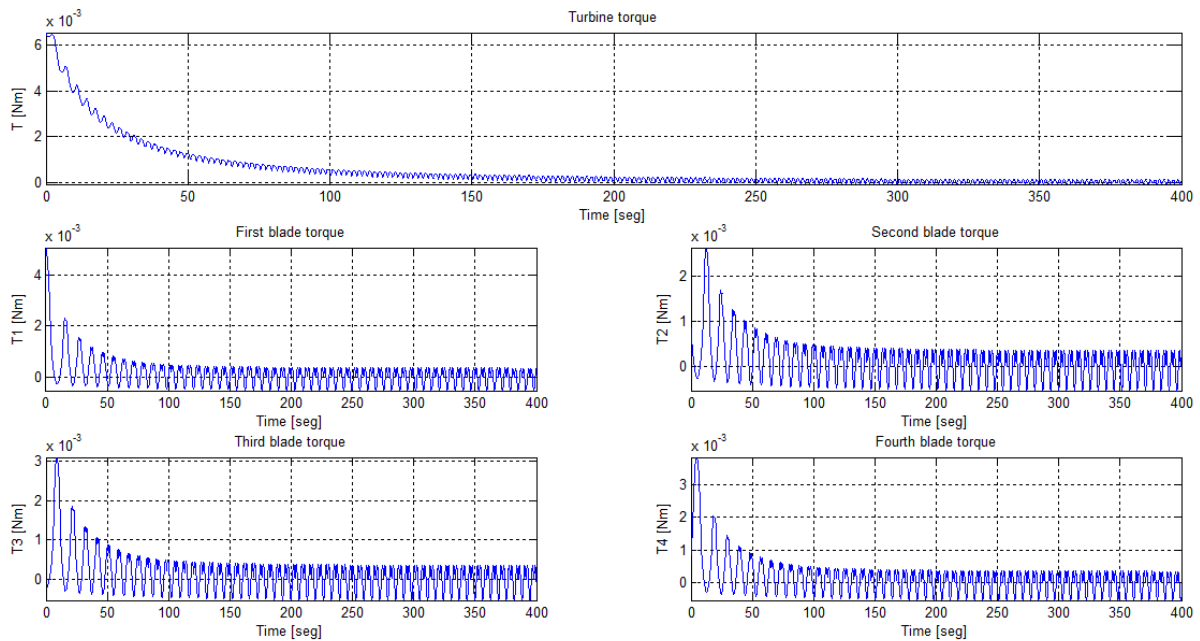 Turbine torque
x 10^-3
T [Nm]
6
4
2
0
0 50 100 150 200 250 300 350 400
Time [seg]
First blade torque
x 10^-3
T1 [Nm]
4
2
0
0 50 100 150 200 250 300 350 400
Time [seg]
Second blade torque
x 10^-3
T2 [Nm]
2
1
0
0 50 100 150 200 250 300 350 400
Time [seg]
Third blade torque
x 10^-3
T3 [Nm]
3
2
1
0
0 50 100 150 200 250 300 350 400
Time [seg]
Fourth blade torque
x 10^-3
T4 [Nm]
3
2
1
0
0 50 100 150 200 250 300 350 400
Time [seg]